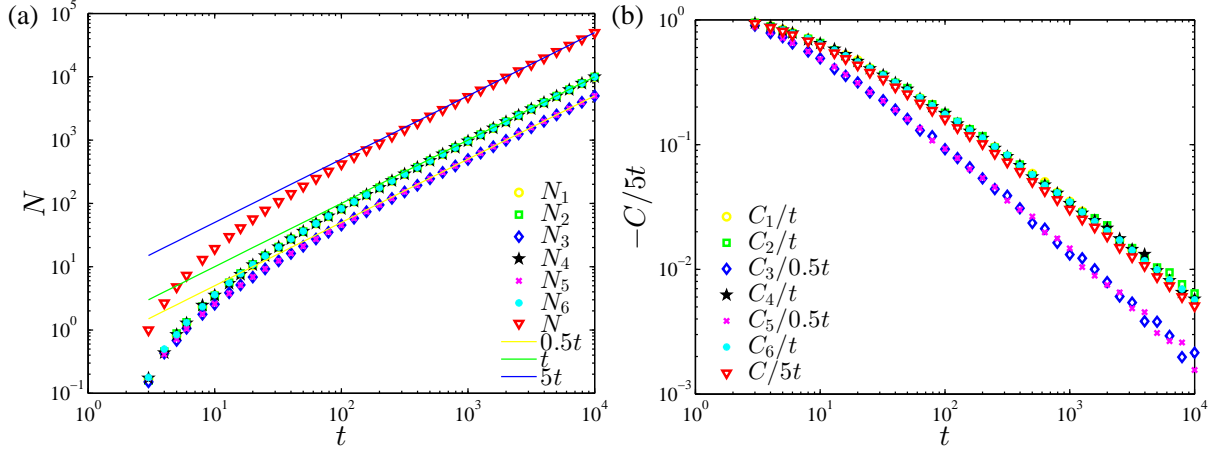 (a)
10^5
10^4
10^3
10^2
10^1
10^0
10^{-1}
N
N_1
N_2
N_3
N_4
N_5
N_6
N
0.5t
t
5t
10^0 10^1 10^2 10^3 10^4
t
(b)
10^0
10^{-1}
10^{-2}
10^{-3}
−C/5t
C_1/t
C_2/t
C_3/0.5t
C_4/t
C_5/0.5t
C_6/t
C/5t
10^0 10^1 10^2 10^3 10^4
t